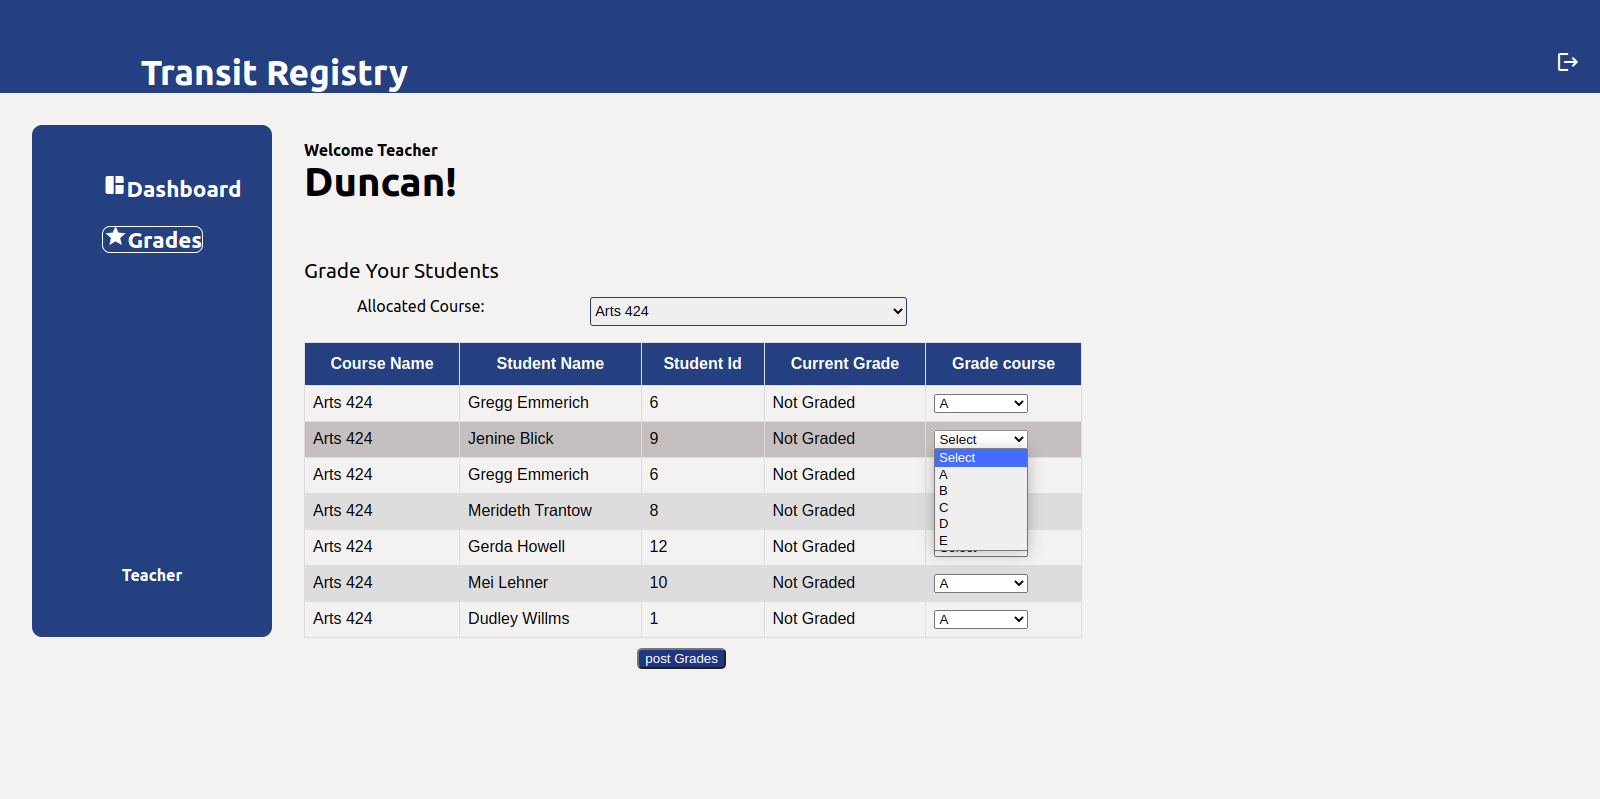 Transit Registry
Dashboard
Grades
Teacher
Welcome Teacher
Duncan!
Grade Your Students
Allocated Course: Arts 424
Course Name Student Name Student Id Current Grade Grade course
Arts 424 Gregg Emmerich 6 Not Graded A
Arts 424 Jenine Blick 9 Not Graded Select
Select
A
B
C
D
E
Arts 424 Gregg Emmerich 6 Not Graded
Arts 424 Merideth Trantow 8 Not Graded
Arts 424 Gerda Howell 12 Not Graded
Arts 424 Mei Lehner 10 Not Graded A
Arts 424 Dudley Willms 1 Not Graded A
post Grades